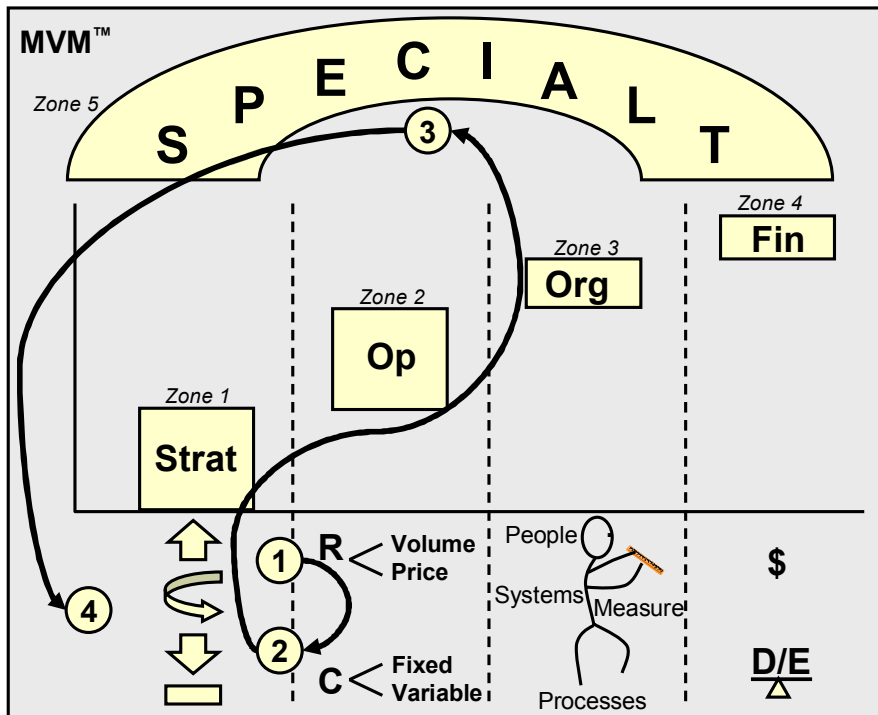 MVM™
SPECIALT
Zone 5
3
Zone 4
Fin
Zone 3
Org
Zone 2
Op
Zone 1
Strat
1
R
Volume
Price
People
Systems
Measure
Processes
$
4
2
C
Fixed
Variable
D/E